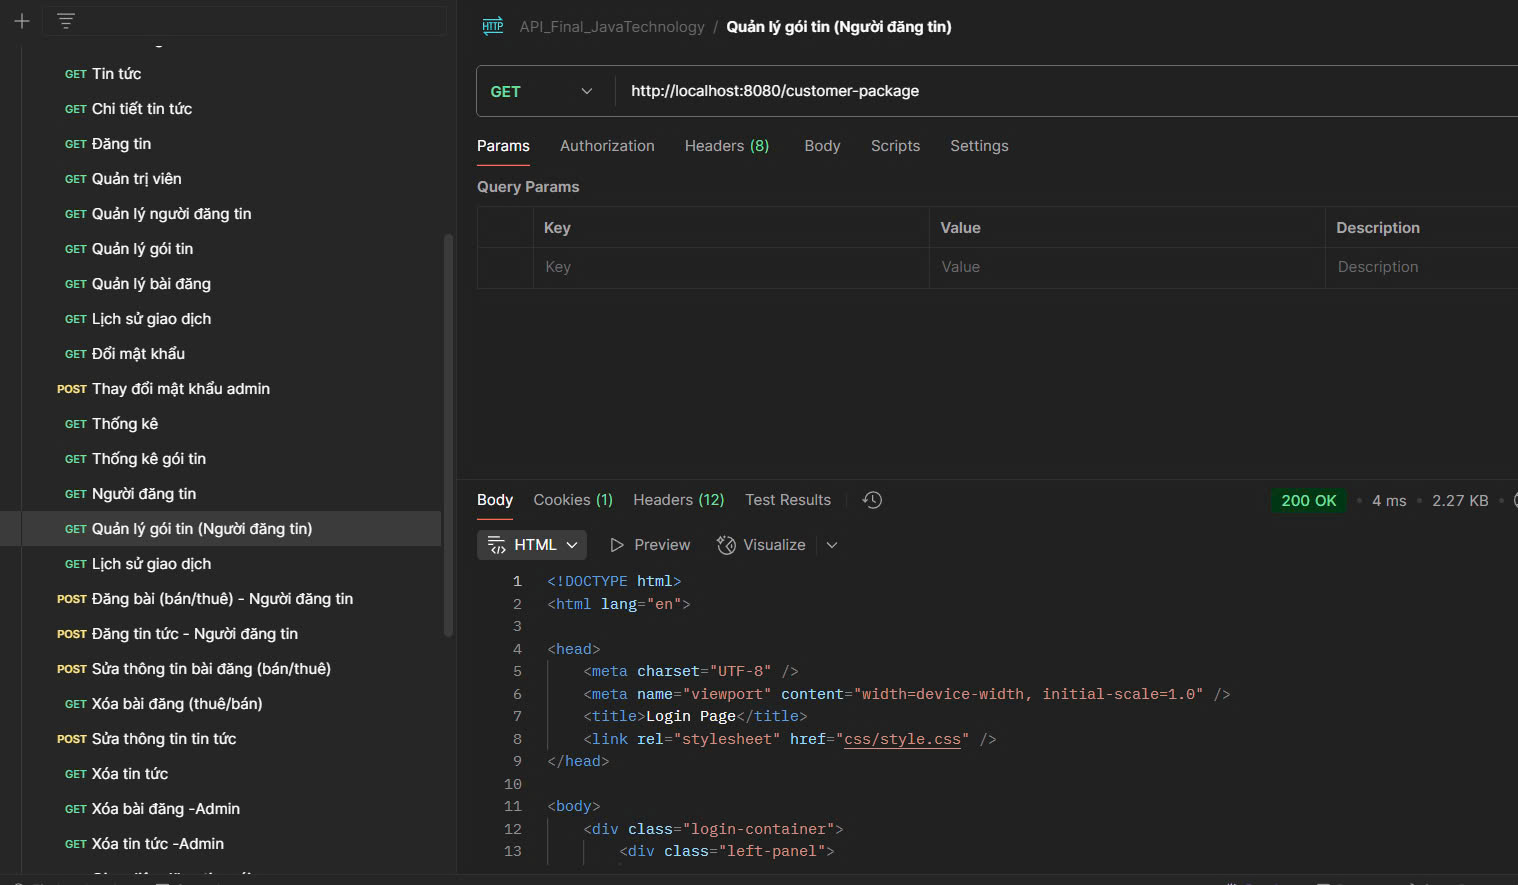 GET Tin tức
GET Chi tiết tin tức
GET Đăng tin
GET Quản trị viên
GET Quản lý người đăng tin
GET Quản lý gói tin
GET Quản lý bài đăng
GET Lịch sử giao dịch
GET Đổi mật khẩu
POST Thay đổi mật khẩu admin
GET Thống kê
GET Thống kê gói tin
GET Người đăng tin
GET Quản lý gói tin (Người đăng tin)
GET Lịch sử giao dịch
POST Đăng bài (bán/thuê) - Người đăng tin
POST Đăng tin tức - Người đăng tin
POST Sửa thông tin bài đăng (bán/thuê)
GET Xóa bài đăng (thuê/bán)
POST Sửa thông tin tin tức
GET Xóa tin tức
GET Xóa bài đăng -Admin
GET Xóa tin tức -Admin
HTTP API_Final_JavaTechnology / Quản lý gói tin (Người đăng tin)
GET http://localhost:8080/customer-package
Params Authorization Headers (8) Body Scripts Settings
Query Params
Key Value Description
Key Value Description
Body Cookies (1) Headers (12) Test Results 200 OK • 4 ms • 2.27 KB •
HTML Preview Visualize
1 <!DOCTYPE html>
2 <html lang="en">
3
4 <head>
5 <meta charset="UTF-8" />
6 <meta name="viewport" content="width=device-width, initial-scale=1.0" />
7 <title>Login Page</title>
8 <link rel="stylesheet" href="css/style.css" />
9 </head>
10
11 <body>
12 <div class="login-container">
13 <div class="left-panel">